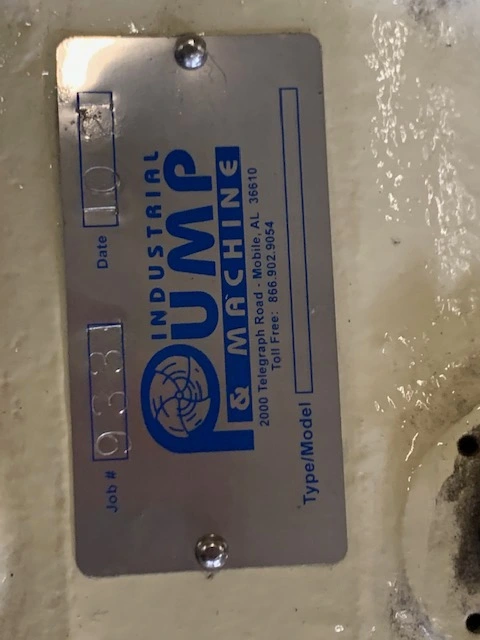 Job # 933 Date 10
INDUSTRIAL
PUMP
& MACHINE
2000 Telegraph Road - Mobile, AL 36610
Toll Free: 866.902.9054
Type/Model